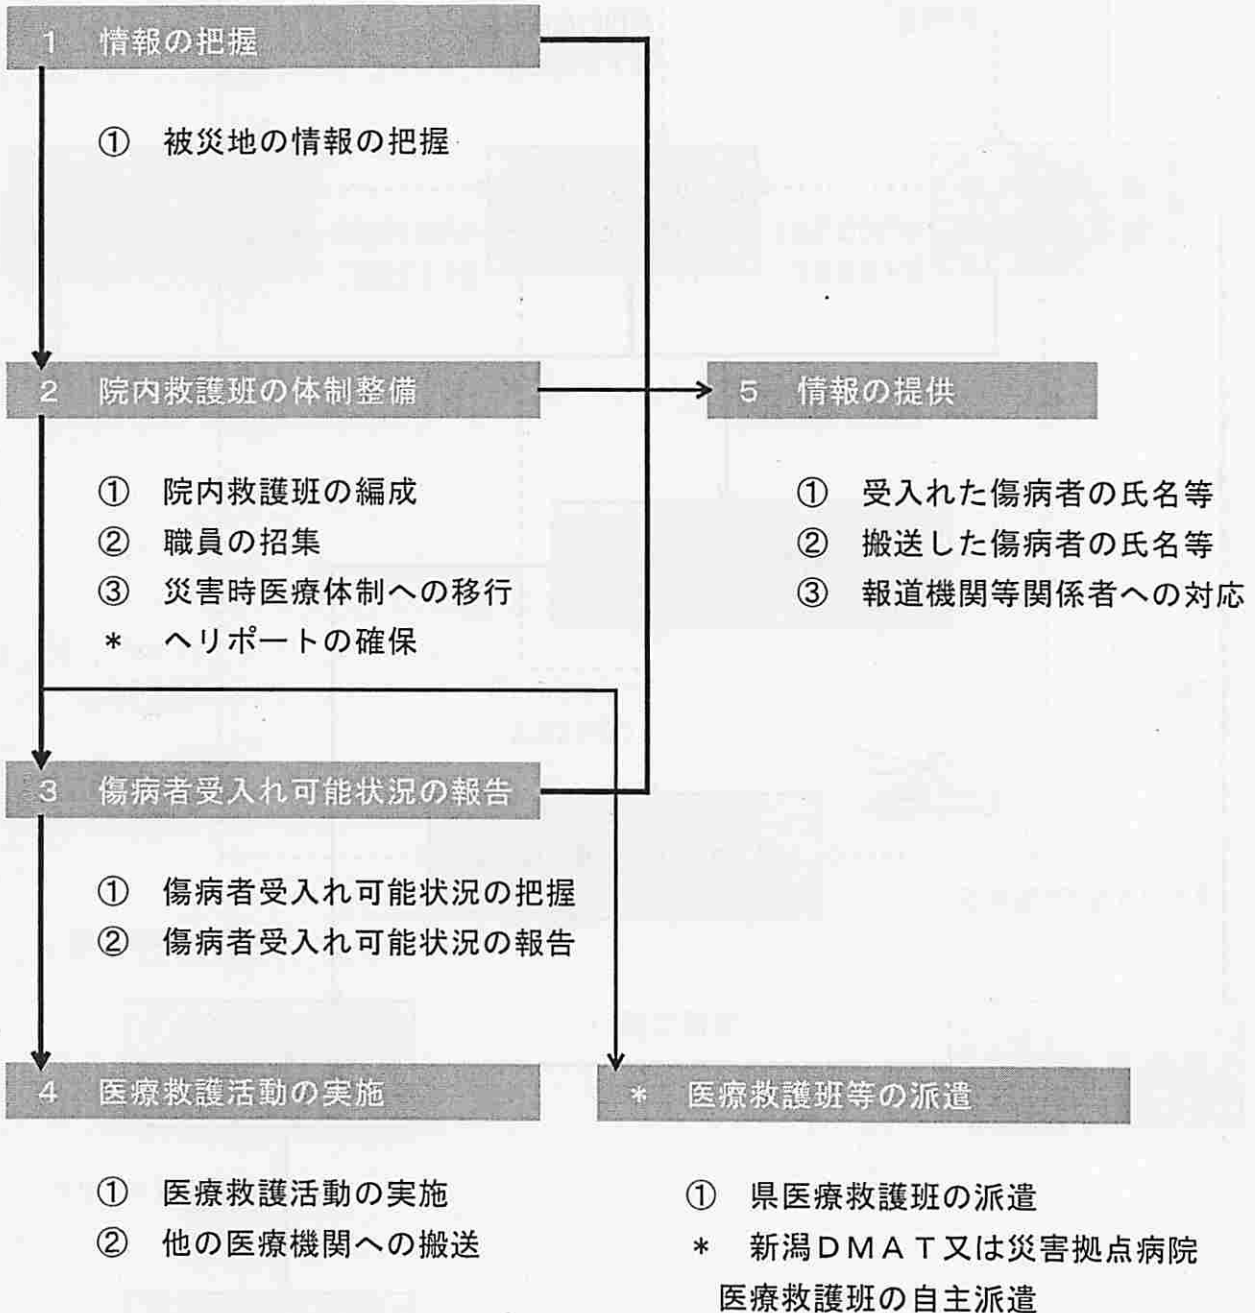 1 情報の把握
① 被災地の情報の把握
2 院内救護班の体制整備
① 院内救護班の編成
② 職員の招集
③ 災害時医療体制への移行
* ヘリポートの確保
5 情報の提供
① 受入れた傷病者の氏名等
② 搬送した傷病者の氏名等
③ 報道機関等関係者への対応
3 傷病者受入れ可能状況の報告
① 傷病者受入れ可能状況の把握
② 傷病者受入れ可能状況の報告
4 医療救護活動の実施
① 医療救護活動の実施
② 他の医療機関への搬送
* 医療救護班等の派遣
① 県医療救護班の派遣
* 新潟DMAT又は災害拠点病院
医療救護班の自主派遣